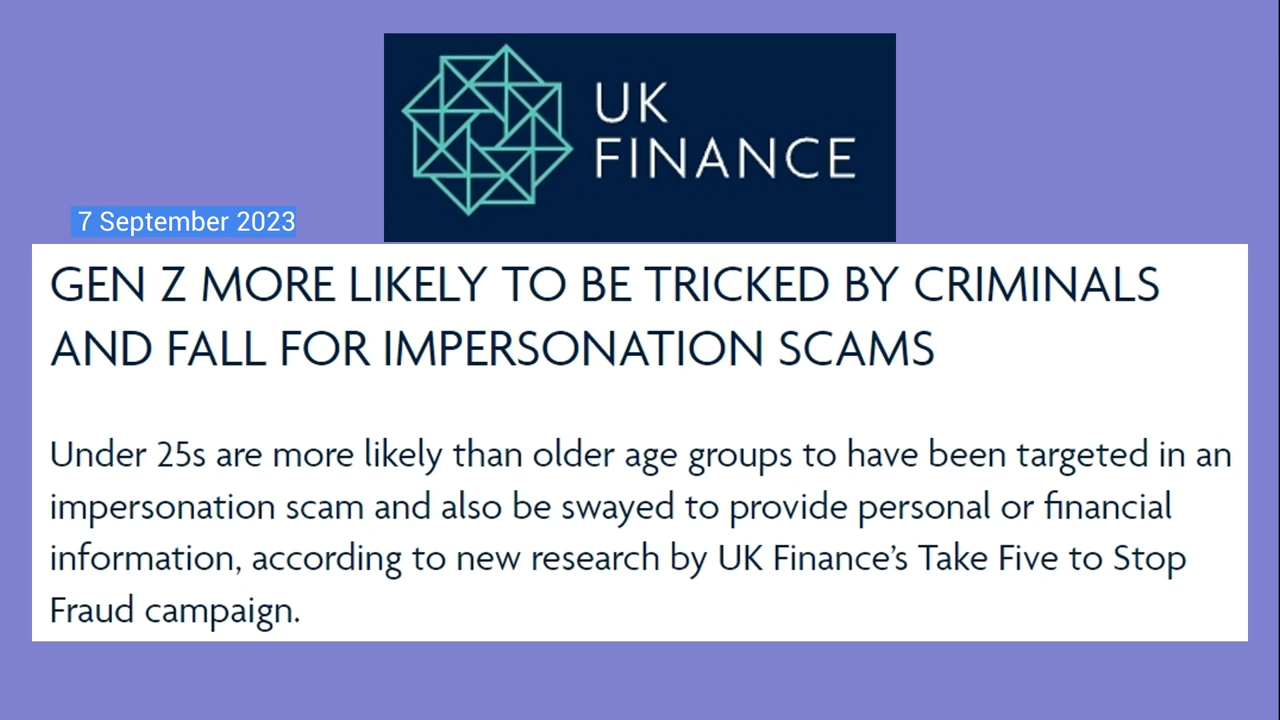 UK
FINANCE
7 September 2023
GEN Z MORE LIKELY TO BE TRICKED BY CRIMINALS
AND FALL FOR IMPERSONATION SCAMS
Under 25s are more likely than older age groups to have been targeted in an
impersonation scam and also be swayed to provide personal or financial
information, according to new research by UK Finance’s Take Five to Stop
Fraud campaign.